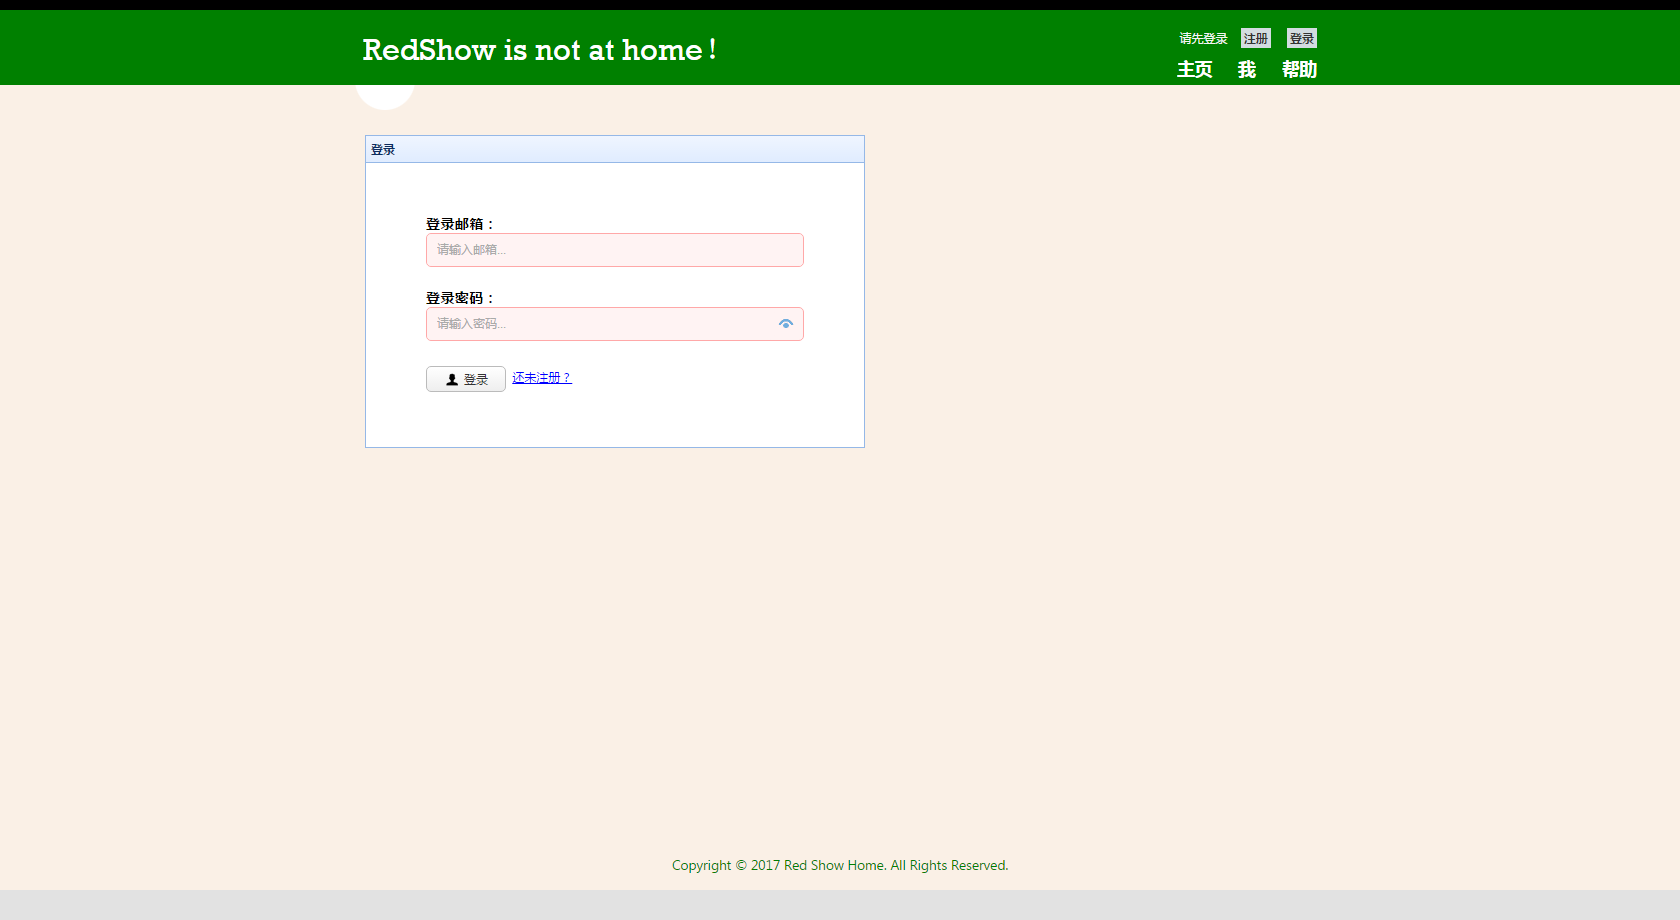 RedShow is not at home!
请先登录 注册 登录
主页 我 帮助
登录
登录邮箱：
请输入邮箱...
登录密码：
请输入密码...
登录 还未注册？
Copyright © 2017 Red Show Home. All Rights Reserved.